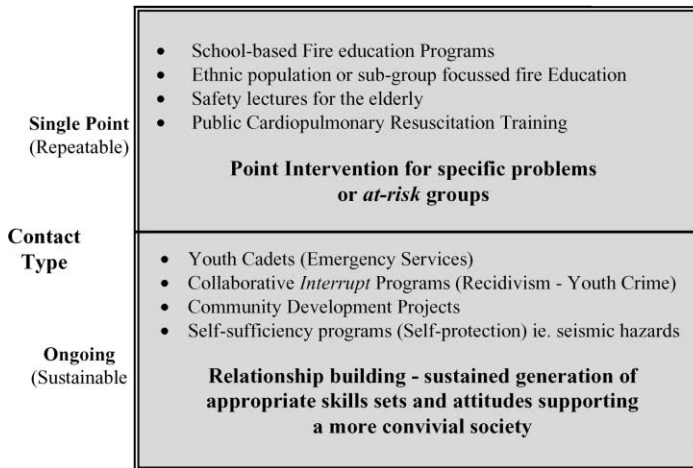 • School-based Fire education Programs
• Ethnic population or sub-group focussed fire Education
• Safety lectures for the elderly
• Public Cardiopulmonary Resuscitation Training
Single Point
(Repeatable)
Point Intervention for specific problems
or at-risk groups
Contact
Type
• Youth Cadets (Emergency Services)
• Collaborative Interrupt Programs (Recidivism - Youth Crime)
• Community Development Projects
• Self-sufficiency programs (Self-protection) ie. seismic hazards
Ongoing
(Sustainable
Relationship building - sustained generation of
appropriate skills sets and attitudes supporting
a more convivial society